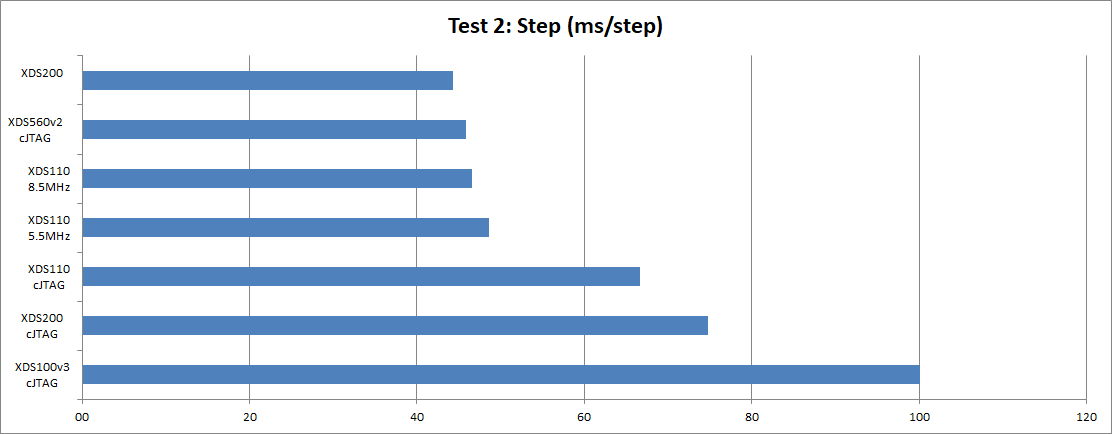 Test 2: Step (ms/step)
XDS200
XDS560v2
cJTAG
XDS110
8.5MHz
XDS110
5.5MHz
XDS110
cJTAG
XDS200
cJTAG
XDS100v3
cJTAG
00 20 40 60 80 100 120